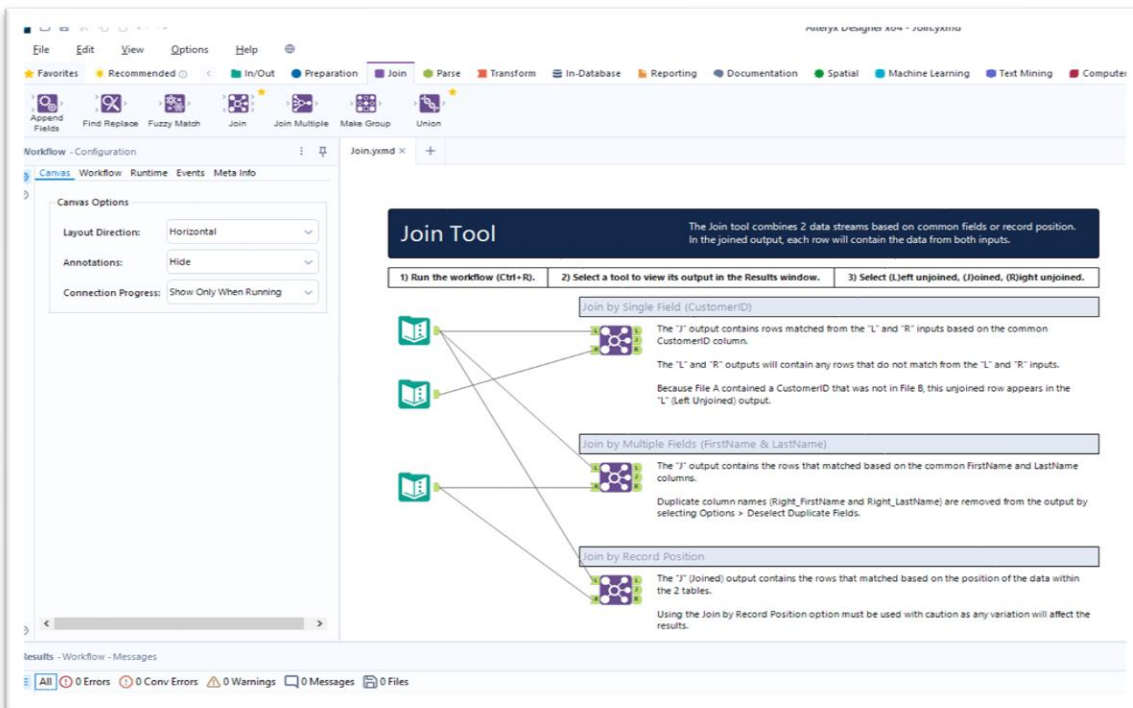 Alteryx Designer x64 - Join.yxmd
File Edit View Options Help
Favorites Recommended In/Out Preparation Join Parse Transform In-Database Reporting Documentation Spatial Machine Learning Text Mining Computer
Append Fields Find Replace Fuzzy Match Join Join Multiple Make Group Union
Workflow - Configuration
Join.yxmd
Canvas Workflow Runtime Events Meta Info
Canvas Options
Layout Direction: Horizontal
Annotations: Hide
Connection Progress: Show Only When Running
Join Tool
The Join tool combines 2 data streams based on common fields or record position.
In the joined output, each row will contain the data from both inputs.
1) Run the workflow (Ctrl+R). 2) Select a tool to view its output in the Results window. 3) Select (L)eft unjoined, (J)oined, (R)ight unjoined.
Join by Single Field (CustomerID)
L J R
L R
The "J" output contains rows matched from the "L" and "R" inputs based on the common
CustomerID column.
The "L" and "R" outputs will contain any rows that do not match from the "L" and "R" inputs.
Because File A contained a CustomerID that was not in File B, this unjoined row appears in the
"L" (Left Unjoined) output.
Join by Multiple Fields (FirstName & LastName)
L J R
L R
The "J" output contains the rows that matched based on the common FirstName and LastName
columns.
Duplicate column names (Right_FirstName and Right_LastName) are removed from the output by
selecting Options > Deselect Duplicate Fields.
Join by Record Position
L J R
L R
The "J" (Joined) output contains the rows that matched based on the position of the data within
the 2 tables.
Using the Join by Record Position option must be used with caution as any variation will affect the
results.
Results - Workflow - Messages
All 0 Errors 0 Conv Errors 0 Warnings 0 Messages 0 Files